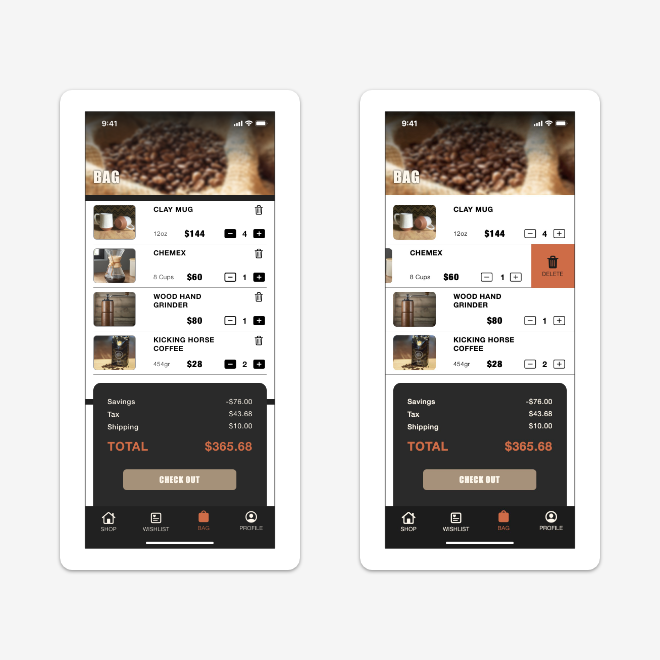 9:41
BAG
CLAY MUG
12oz $144 4
CHEMEX
8 Cups $60 1
WOOD HAND
GRINDER
$80 1
KICKING HORSE
COFFEE
454gr $28 2
Savings -$76.00
Tax $43.68
Shipping $10.00
TOTAL $365.68
CHECK OUT
SHOP WISHLIST BAG PROFILE
9:41
BAG
CLAY MUG
12oz $144 4
CHEMEX
8 Cups $60 1
DELETE
WOOD HAND
GRINDER
$80 1
KICKING HORSE
COFFEE
454gr $28 2
Savings -$76.00
Tax $43.68
Shipping $10.00
TOTAL $365.68
CHECK OUT
SHOP WISHLIST BAG PROFILE